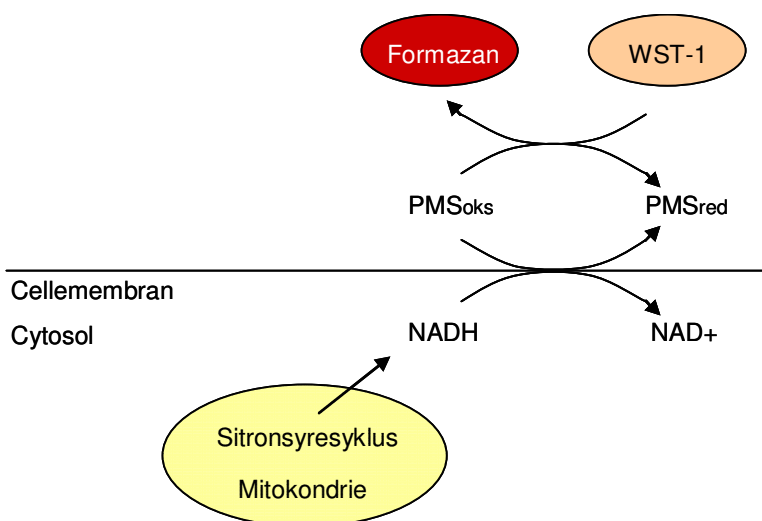 Formazan
WST-1
PMSoks
PMSred
Cellemembran
Cytosol
NADH
NAD+
Sitronsyresyklus
Mitokondrie